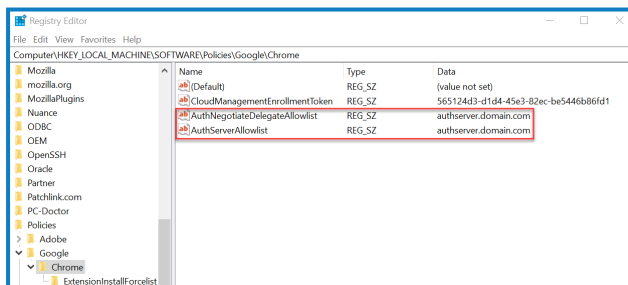 Registry Editor
File Edit View Favorites Help
Computer\HKEY_LOCAL_MACHINE\SOFTWARE\Policies\Google\Chrome
Mozilla
mozilla.org
MozillaPlugins
Nuance
ODBC
OEM
OpenSSH
Oracle
Partner
Patchlink.com
PC-Doctor
Policies
Adobe
Google
Chrome
ExtensionInstallForcelist
Name Type Data
(Default) REG_SZ (value not set)
CloudManagementEnrollmentToken REG_SZ 565124d3-d1d4-45e3-82ec-be5446b86fd1
AuthNegotiateDelegateAllowlist REG_SZ authserver.domain.com
AuthServerAllowlist REG_SZ authserver.domain.com